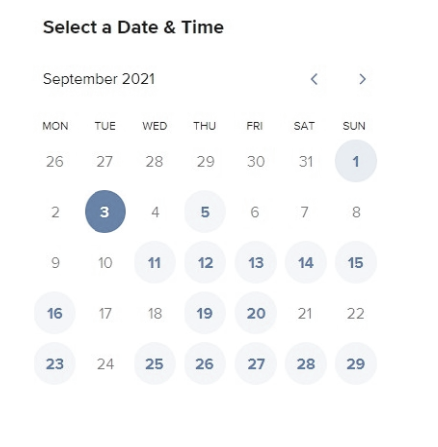 Select a Date & Time
September 2021
MON TUE WED THU FRI SAT SUN
26 27 28 29 30 31 1
2 3 4 5 6 7 8
9 10 11 12 13 14 15
16 17 18 19 20 21 22
23 24 25 26 27 28 29